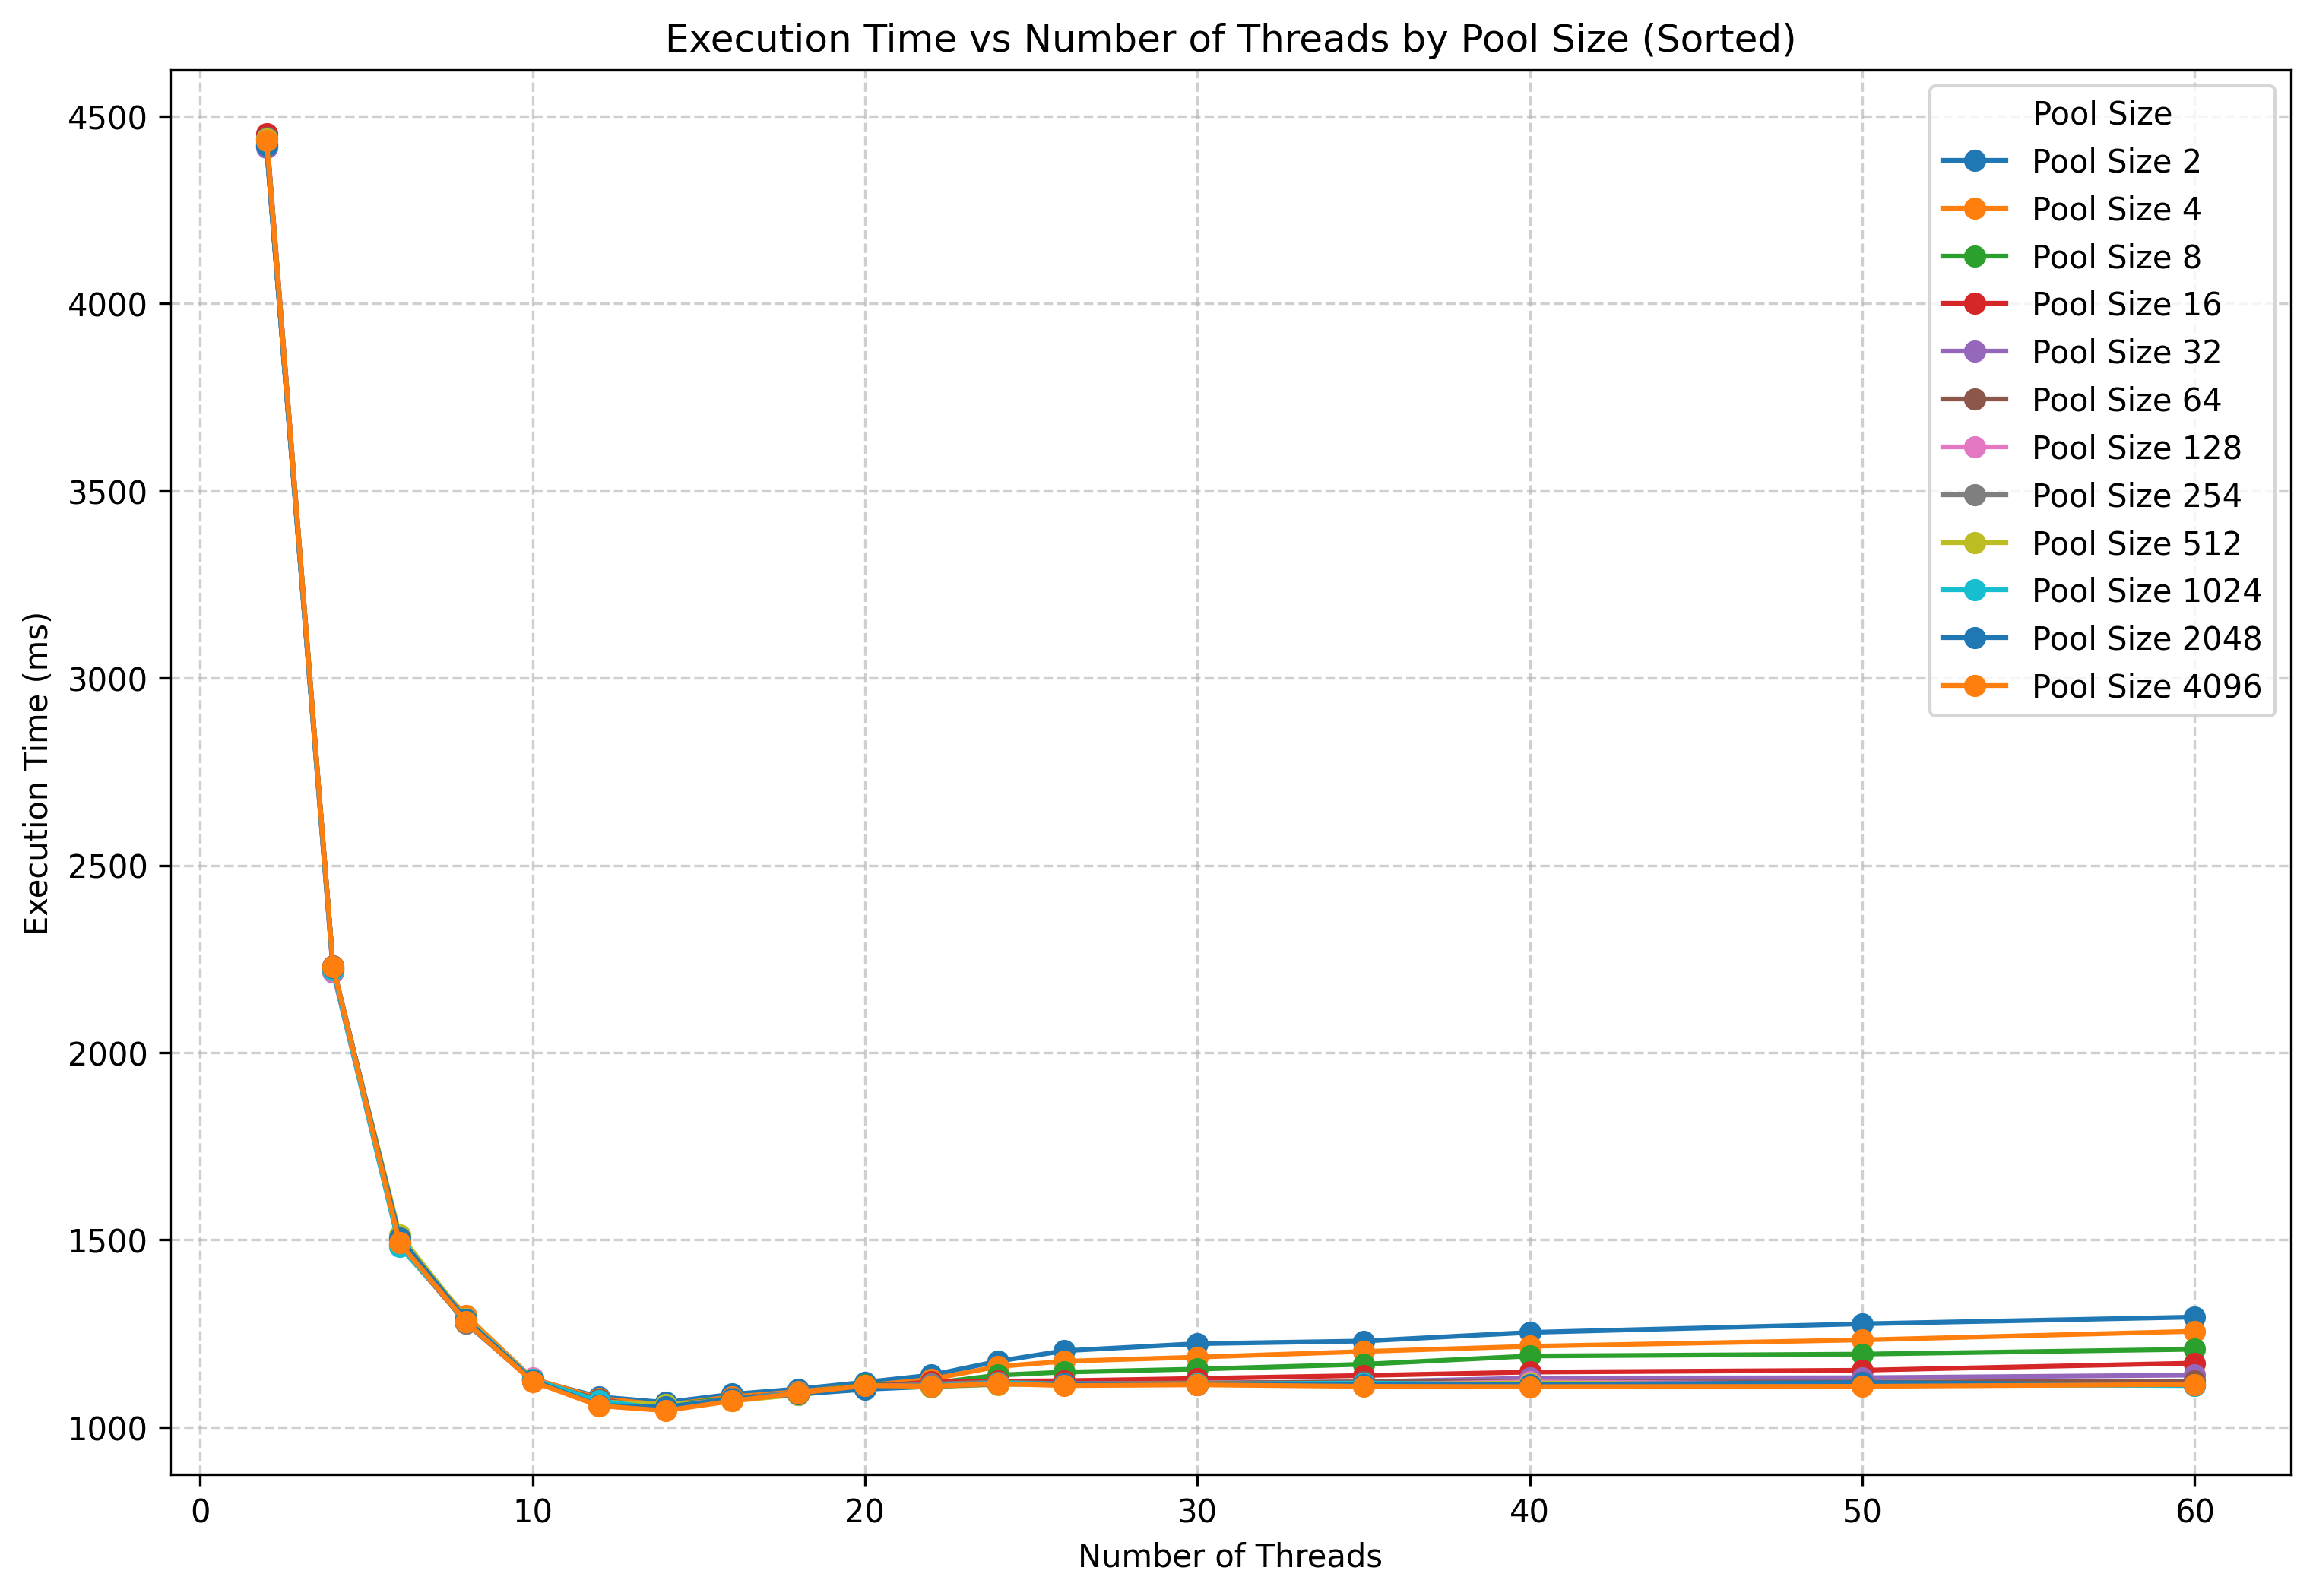 Execution Time vs Number of Threads by Pool Size (Sorted)
Execution Time (ms)
4500
4000
3500
3000
2500
2000
1500
1000
Pool Size
Pool Size 2
Pool Size 4
Pool Size 8
Pool Size 16
Pool Size 32
Pool Size 64
Pool Size 128
Pool Size 254
Pool Size 512
Pool Size 1024
Pool Size 2048
Pool Size 4096
0 10 20 30 40 50 60
Number of Threads